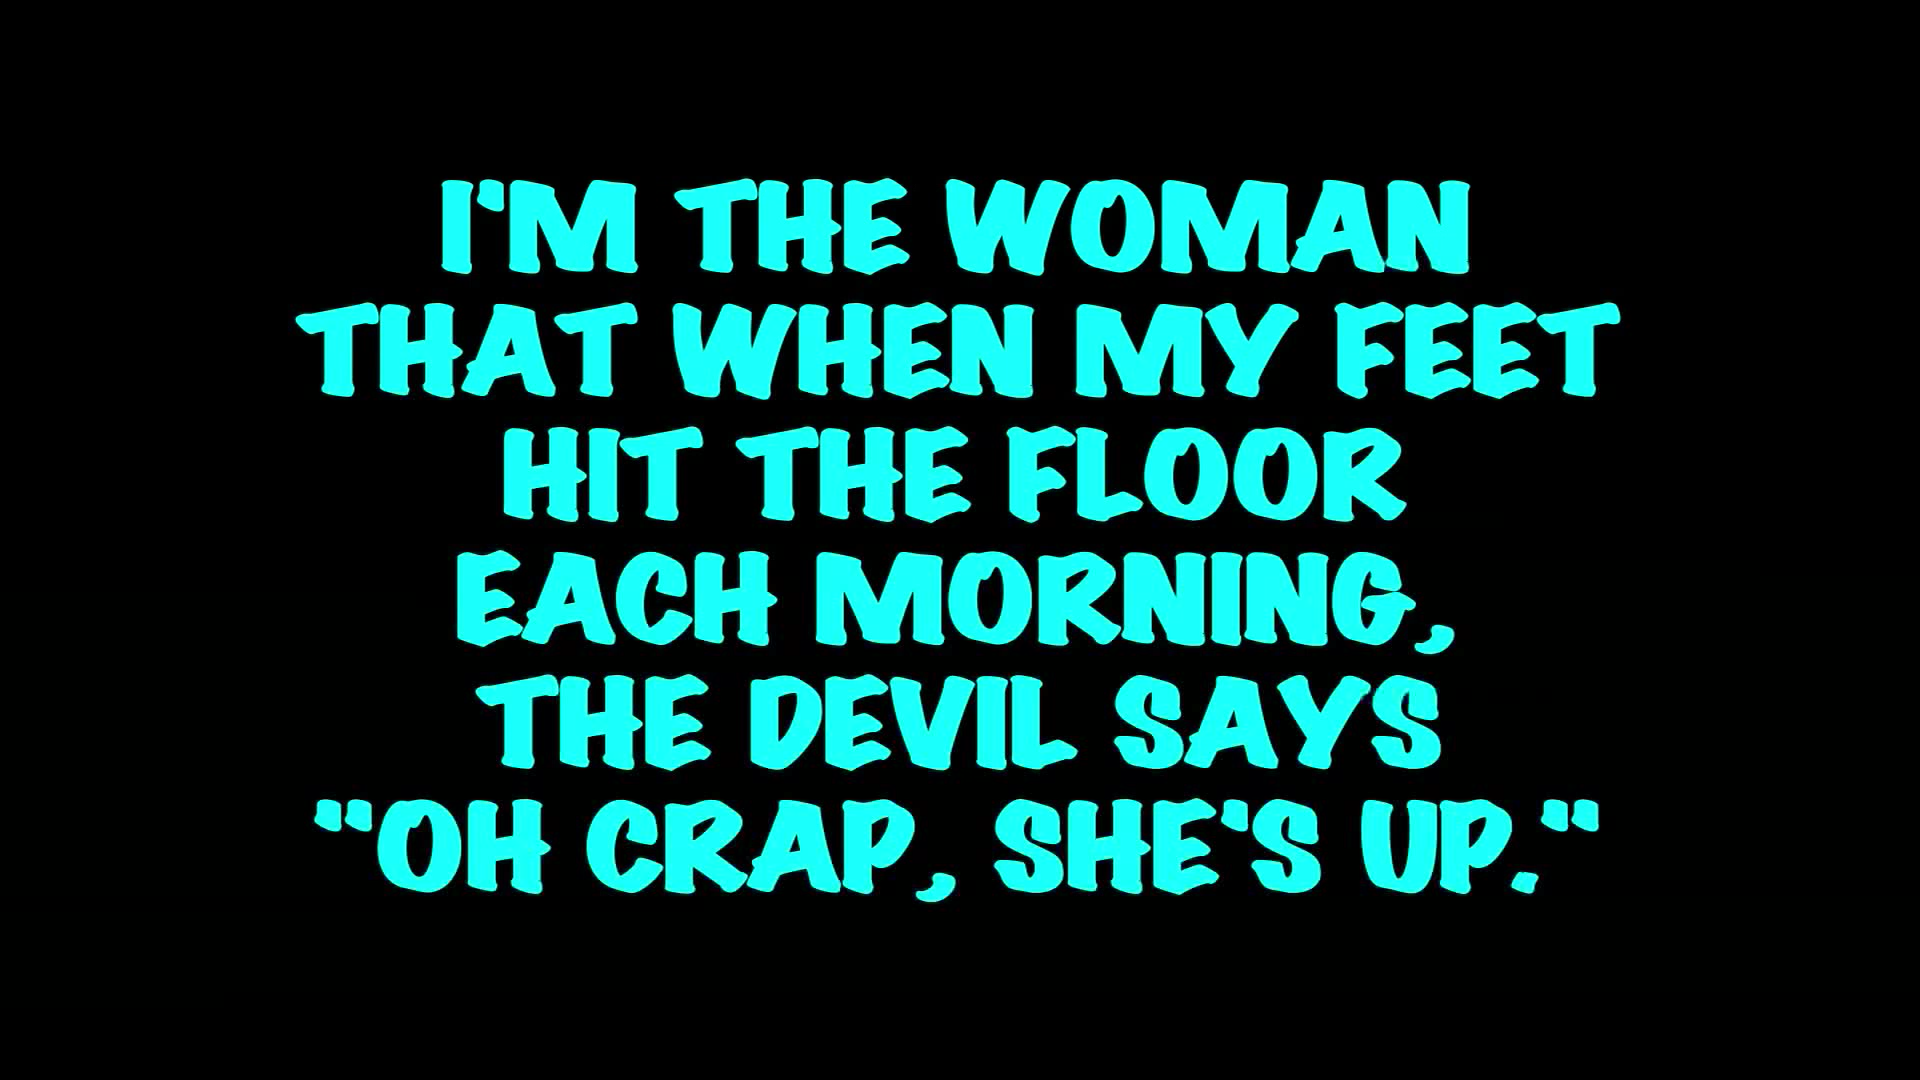 I'M THE WOMAN
THAT WHEN MY FEET
HIT THE FLOOR
EACH MORNING,
THE DEVIL SAYS
"OH CRAP, SHE'S UP."